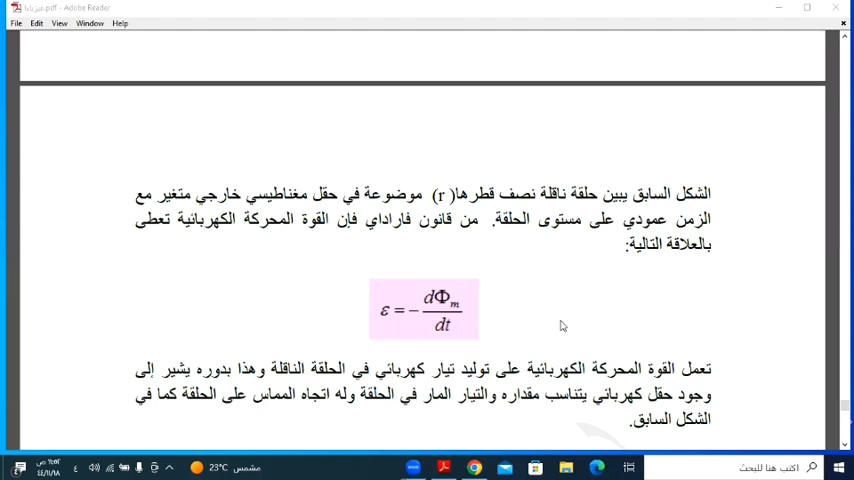 فيزياء.pdf - Adobe Reader
File Edit View Window Help
الشكل السابق يبين حلقة ناقلة نصف قطرها( r) موضوعة في حقل مغناطيسي خارجي متغير مع
الزمن عمودي على مستوى الحلقة. من قانون فاراداي فإن القوة المحركة الكهربائية تعطى
بالعلاقة التالية:
ε = − dΦm / dt
تعمل القوة المحركة الكهربائية على توليد تيار كهربائي في الحلقة الناقلة وهذا بدوره يشير إلى
وجود حقل كهربائي يتناسب مقداره والتيار المار في الحلقة وله اتجاه المماس على الحلقة كما في
الشكل السابق.
اكتب هنا للبحث
23°C مشمس
ع